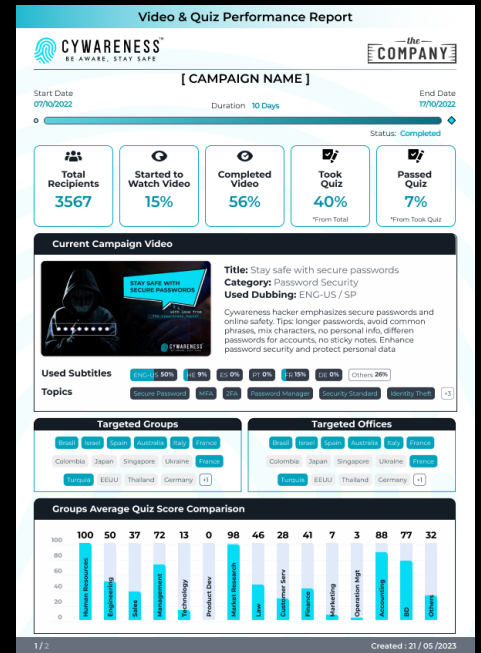 Video & Quiz Performance Report
CYWARENESS™
BE AWARE, STAY SAFE
the
COMPANY
[ CAMPAIGN NAME ]
Start Date
End Date
07/10/2022
Duration 10 Days
17/10/2022
Status: Completed
Total Recipients
3567
Started to Watch Video
15%
Completed Video
56%
Took Quiz
40%
*From Total
Passed Quiz
7%
*From Took Quiz
Current Campaign Video
STAY SAFE WITH
SECURE PASSWORDS
with love from
CYWARENESS
Title: Stay safe with secure passwords
Category: Password Security
Used Dubbing: ENG-US / SP
Cywareness hacker emphasizes secure passwords and
online safety. Tips: longer passwords, avoid common
phrases, mix characters, no personal info, differen
passwords for accounts, no sticky notes. Enhance
password security and protect personal data
Used Subtitles
ENG-US 50% HE 9% ES 0% PT 0% FR 15% DE 0% Others 26%
Topics
Secure Password MFA 2FA Password Manager Security Standard Identity Theft +3
Targeted Groups
Brasil Israel Spain Australia Italy France
Colombia Japan Singapore Ukraine France
Turquia EEUU Thailand Germany +1
Targeted Offices
Brasil Israel Spain Australia Italy France
Colombia Japan Singapore Ukraine France
Turquia EEUU Thailand Germany +1
Groups Average Quiz Score Comparison
100 50 37 72 13 0 98 46 28 41 7 3 88 77 32
100
80
60
40
20
0
Human Resources
Engineering
Sales
Management
Technology
Product Dev
Market Research
Law
Customer Serv
Finance
Marketing
Operation Mgt
Accounting
BD
Others
1 / 2
Created : 21 / 05 /2023